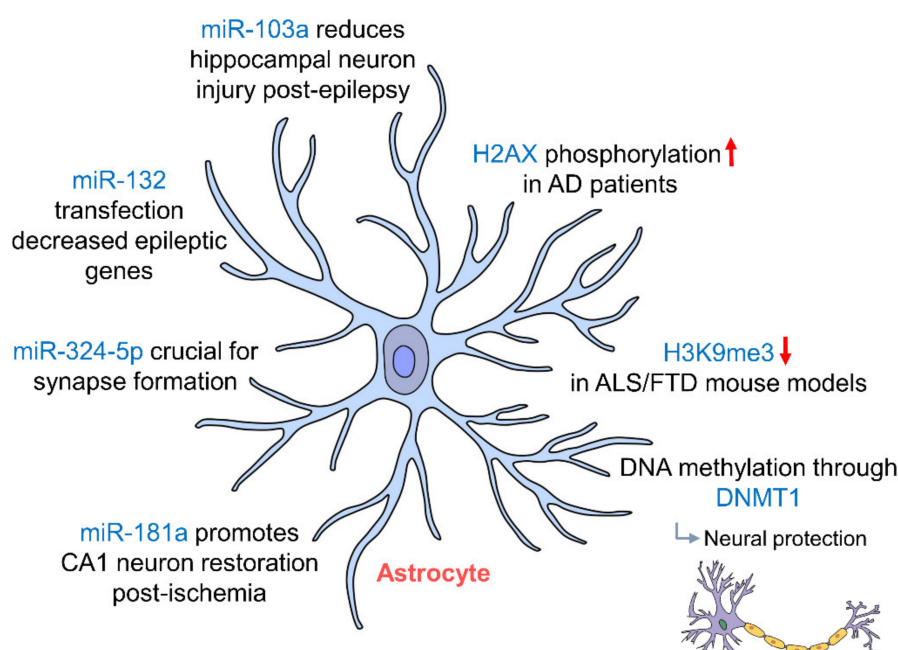 miR-103a reduces
hippocampal neuron
injury post-epilepsy
H2AX phosphorylation
in AD patients
miR-132
transfection
decreased epileptic
genes
miR-324-5p crucial for
synapse formation
H3K9me3
in ALS/FTD mouse models
DNA methylation through
DNMT1
Neural protection
miR-181a promotes
CA1 neuron restoration
post-ischemia
Astrocyte